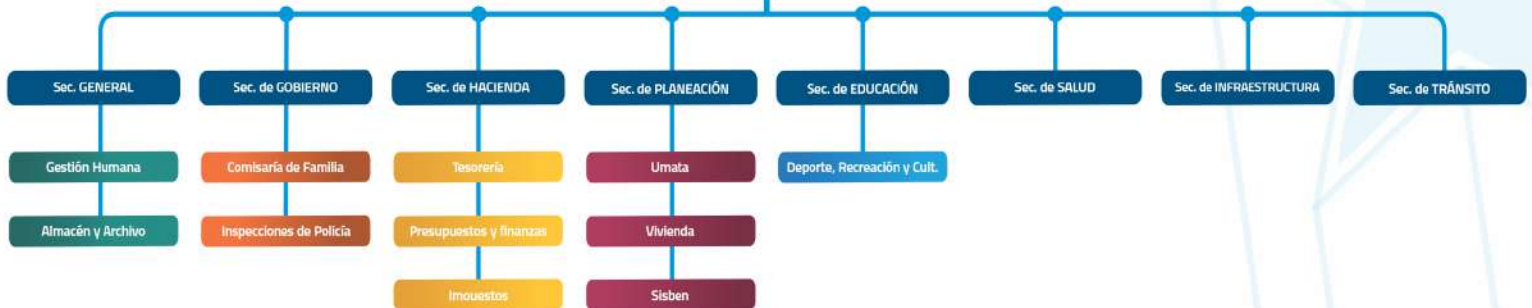 Sec. GENERAL
Sec. de GOBIERNO
Sec. de HACIENDA
Sec. de PLANEACIÓN
Sec. de EDUCACIÓN
Sec. de SALUD
Sec. de INFRAESTRUCTURA
Sec. de TRÁNSITO
Gestión Humana
Comisaría de Familia
Tesorería
Umata
Deporte, Recreación y Cult.
Almacén y Archivo
Inspecciones de Policía
Presupuestos y finanzas
Vivienda
Imouestos
Sisben